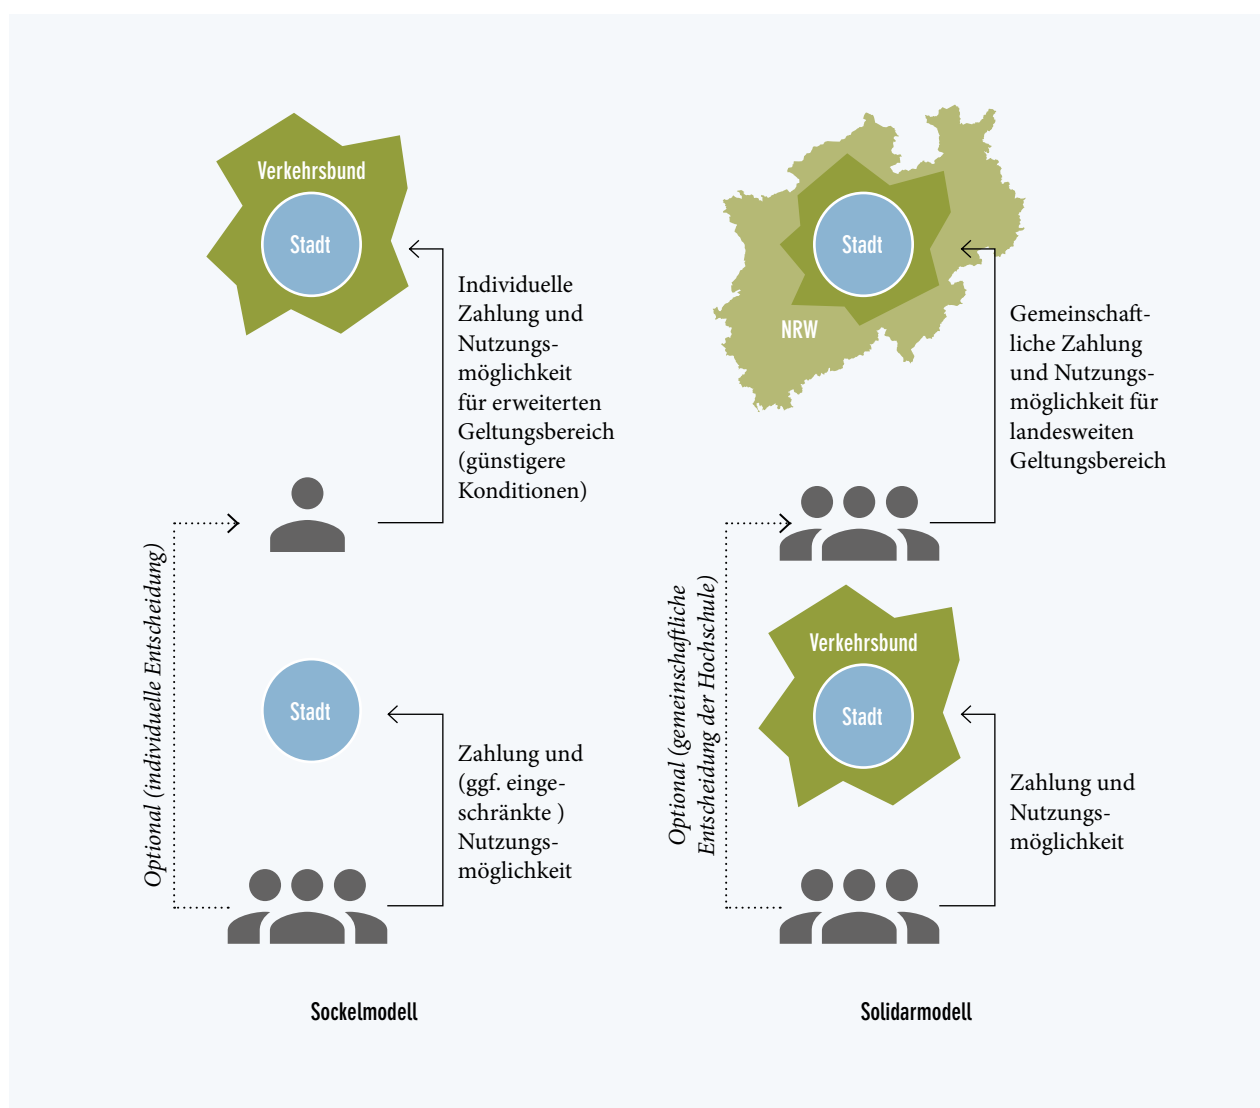 Verkehrsbund
Stadt
Individuelle
Zahlung und
Nutzungs-
möglichkeit
für erweiterten
Geltungsbereich
(günstigere
Konditionen)
Optional (individuelle Entscheidung)
Stadt
Zahlung und
(ggf. einge-
schränkte )
Nutzungs-
möglichkeit
Sockelmodell
Stadt
NRW
Gemeinschaft-
liche Zahlung
und Nutzungs-
möglichkeit für
landesweiten
Geltungsbereich
Optional (gemeinschaftliche
Entscheidung der Hochschule)
Verkehrsbund
Stadt
Zahlung und
Nutzungs-
möglichkeit
Solidarmodell